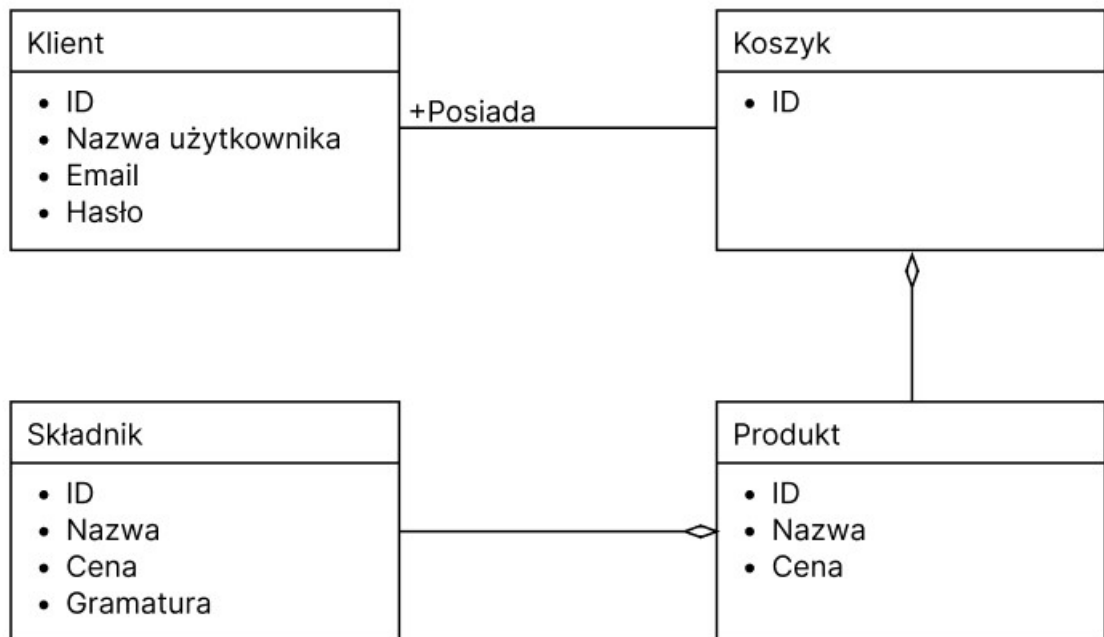 Klient
• ID
• Nazwa użytkownika
• Email
• Hasło
+Posiada
Koszyk
• ID
Składnik
• ID
• Nazwa
• Cena
• Gramatura
Produkt
• ID
• Nazwa
• Cena